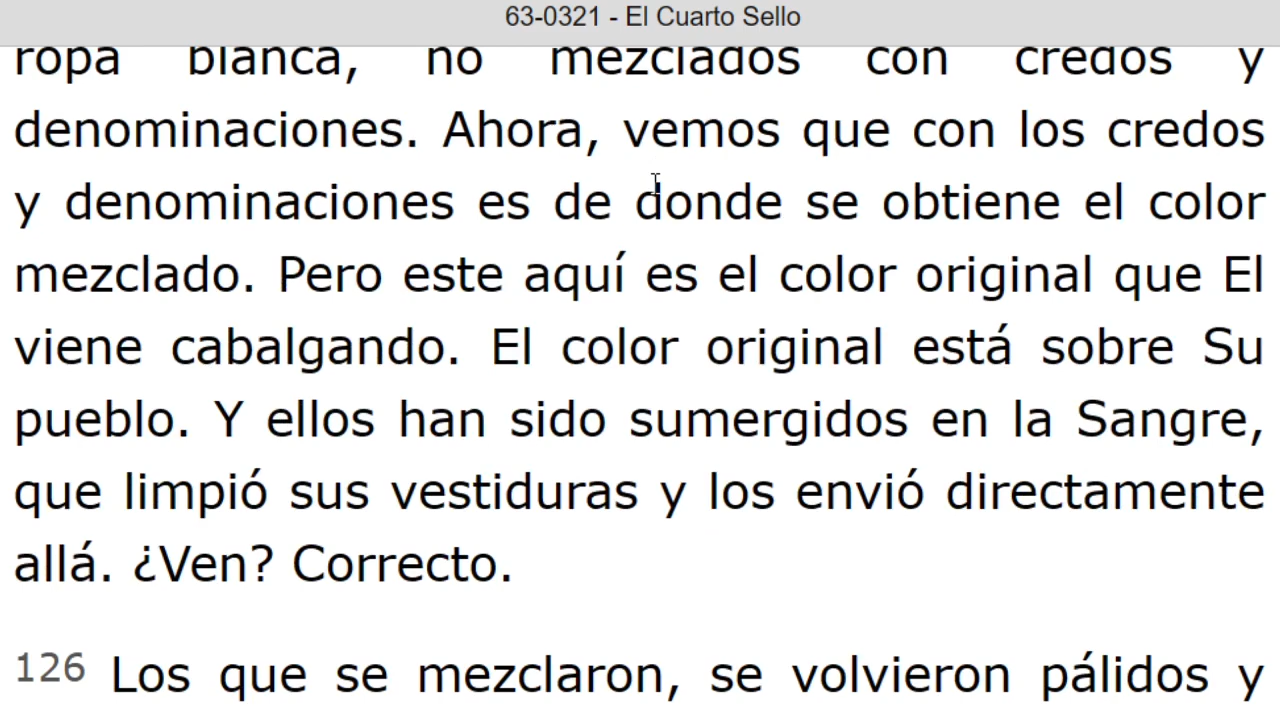 63-0321 - El Cuarto Sello
ropa blanca, no mezclados con credos y
denominaciones. Ahora, vemos que con los credos
y denominaciones es de donde se obtiene el color
mezclado. Pero este aquí es el color original que El
viene cabalgando. El color original está sobre Su
pueblo. Y ellos han sido sumergidos en la Sangre,
que limpió sus vestiduras y los envió directamente
allá. ¿Ven? Correcto.
126 Los que se mezclaron, se volvieron pálidos y